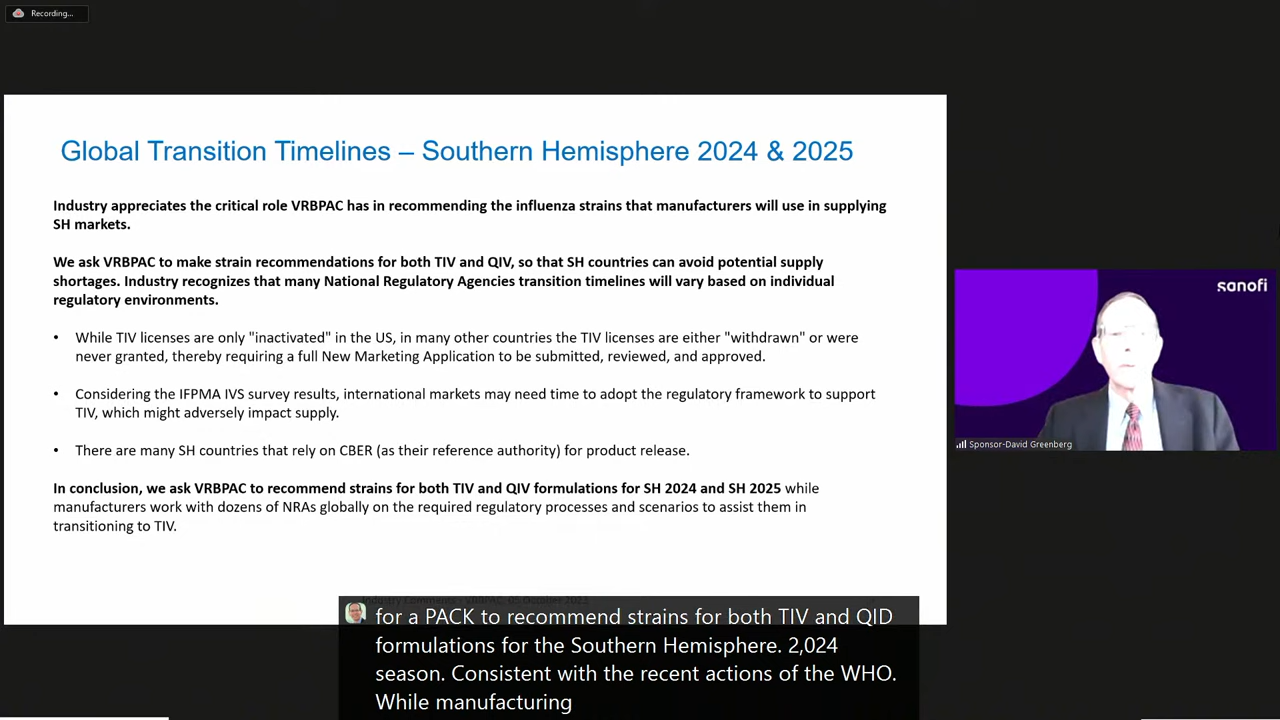 Recording...
Global Transition Timelines – Southern Hemisphere 2024 & 2025
Industry appreciates the critical role VRBPAC has in recommending the influenza strains that manufacturers will use in supplying
SH markets.
We ask VRBPAC to make strain recommendations for both TIV and QIV, so that SH countries can avoid potential supply
shortages. Industry recognizes that many National Regulatory Agencies transition timelines will vary based on individual
regulatory environments.
• While TIV licenses are only "inactivated" in the US, in many other countries the TIV licenses are either "withdrawn" or were
never granted, thereby requiring a full New Marketing Application to be submitted, reviewed, and approved.
• Considering the IFPMA IVS survey results, international markets may need time to adopt the regulatory framework to support
TIV, which might adversely impact supply.
• There are many SH countries that rely on CBER (as their reference authority) for product release.
In conclusion, we ask VRBPAC to recommend strains for both TIV and QIV formulations for SH 2024 and SH 2025 while
manufacturers work with dozens of NRAs globally on the required regulatory processes and scenarios to assist them in
transitioning to TIV.
sanofi
Sponsor-David Greenberg
for a PACK to recommend strains for both TIV and QID
formulations for the Southern Hemisphere. 2,024
season. Consistent with the recent actions of the WHO.
While manufacturing